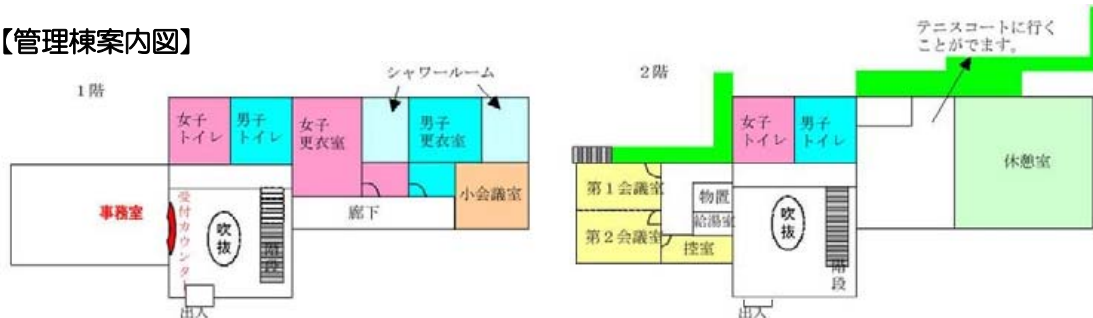 【管理棟案内図】
1階
シャワールーム
女子
トイレ
男子
トイレ
女子
更衣室
男子
更衣室
小会議室
廊下
事務室
受付カウンター
吹
抜
階段
出入
2階
テニスコートに行く
ことがでます。
女子
トイレ
男子
トイレ
休憩室
第1会議室
第2会議室
物置
給湯室
控室
吹
抜
階
段
出入